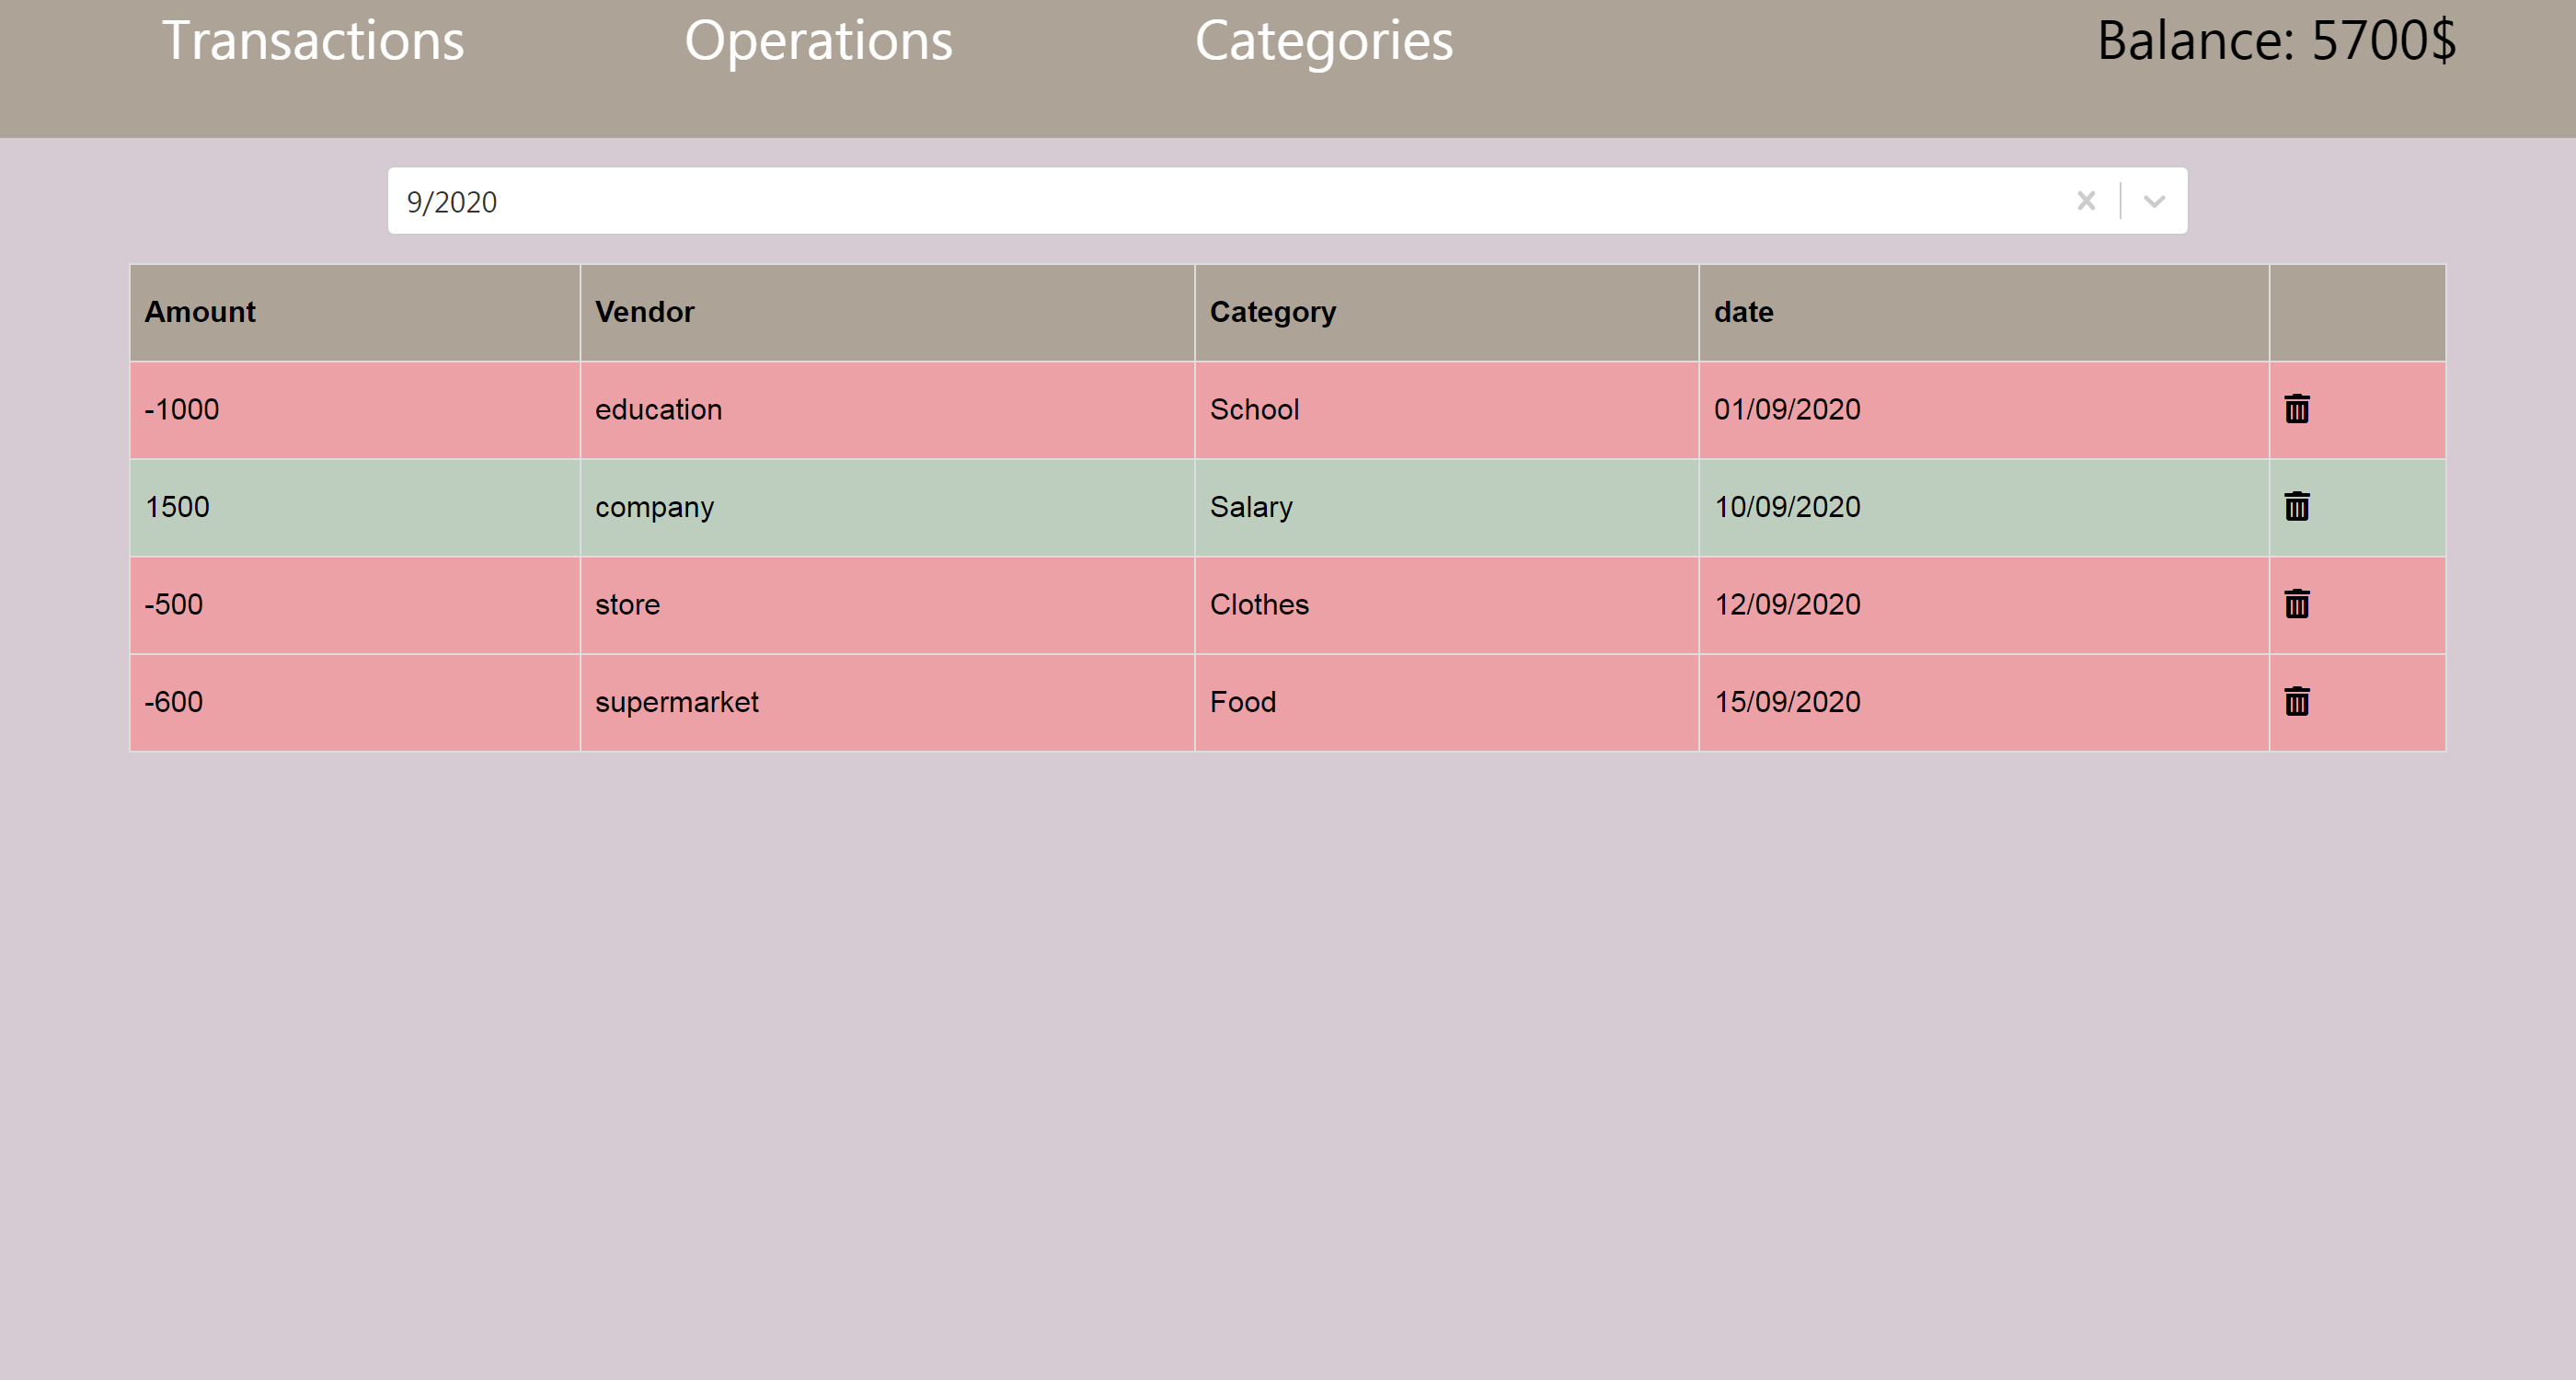 Transactions Operations Categories Balance: 5700$
9/2020
Amount Vendor Category date
-1000 education School 01/09/2020
1500 company Salary 10/09/2020
-500 store Clothes 12/09/2020
-600 supermarket Food 15/09/2020